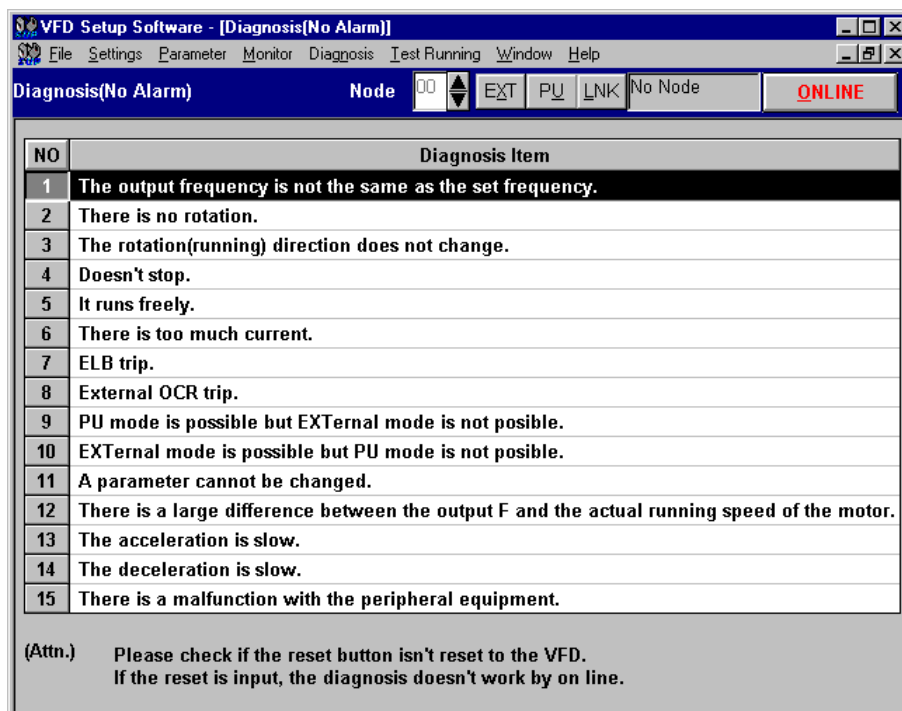 VFD Setup Software - [Diagnosis(No Alarm)]
File Settings Parameter Monitor Diagnosis Test Running Window Help
Diagnosis(No Alarm) Node 00 EXT PU LNK No Node ONLINE
NO Diagnosis Item
1 The output frequency is not the same as the set frequency.
2 There is no rotation.
3 The rotation(running) direction does not change.
4 Doesn't stop.
5 It runs freely.
6 There is too much current.
7 ELB trip.
8 External OCR trip.
9 PU mode is possible but EXTernal mode is not posible.
10 EXTernal mode is possible but PU mode is not posible.
11 A parameter cannot be changed.
12 There is a large difference between the output F and the actual running speed of the motor.
13 The acceleration is slow.
14 The deceleration is slow.
15 There is a malfunction with the peripheral equipment.
(Attn.) Please check if the reset button isn't reset to the VFD.
If the reset is input, the diagnosis doesn't work by on line.